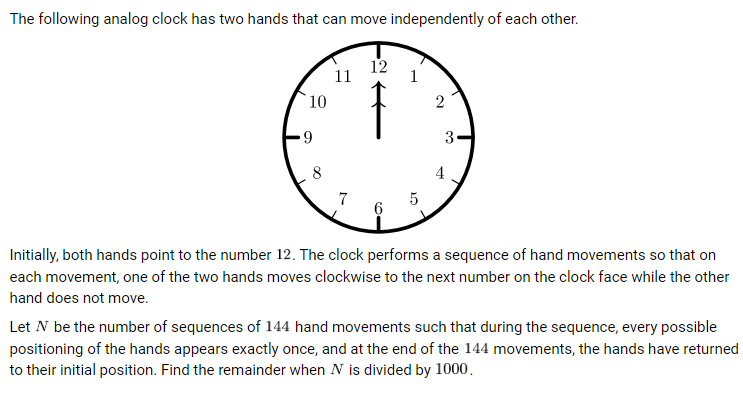 The following analog clock has two hands that can move independently of each other.
12
11
1
10
2
9
3
8
4
7
5
6
Initially, both hands point to the number 12. The clock performs a sequence of hand movements so that on
each movement, one of the two hands moves clockwise to the next number on the clock face while the other
hand does not move.
Let N be the number of sequences of 144 hand movements such that during the sequence, every possible
positioning of the hands appears exactly once, and at the end of the 144 movements, the hands have returned
to their initial position. Find the remainder when N is divided by 1000.